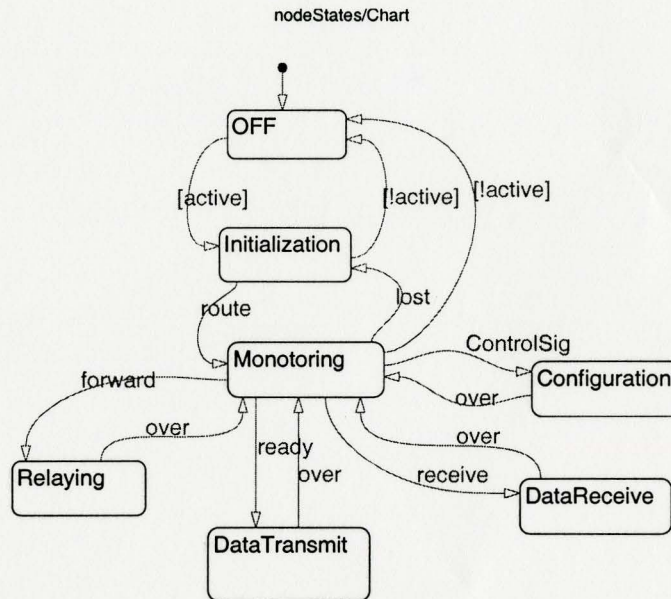 nodeStates/Chart
OFF
[active]
[!active]
[!active]
Initialization
route
lost
Monotoring
ControlSig
Configuration
forward
over
over
ready
over
over
receive
Relaying
DataTransmit
DataReceive